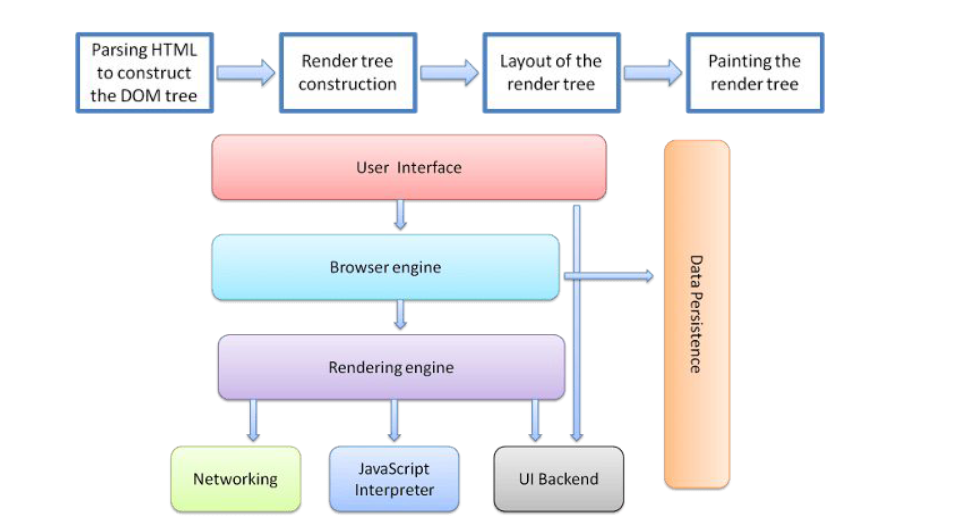 Parsing HTML
to construct
the DOM tree
Render tree
construction
Layout of the
render tree
Painting the
render tree
User Interface
Browser engine
Rendering engine
Data Persistence
Networking
JavaScript
Interpreter
UI Backend